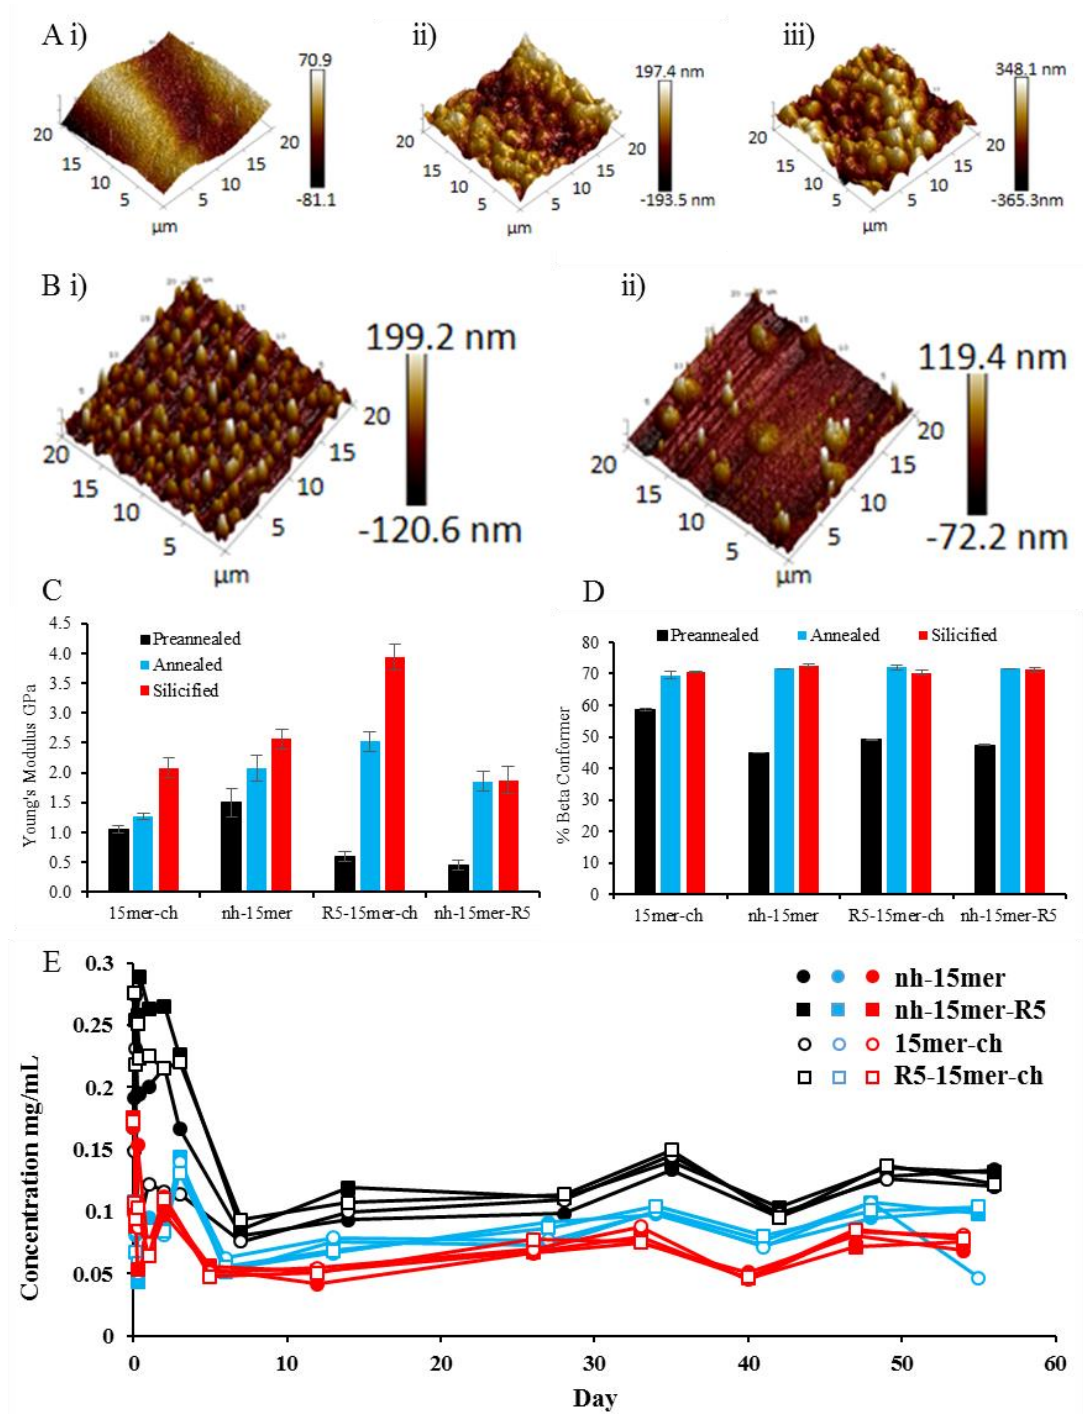 A i)
ii)
iii)
70.9
-81.1
20
15
10
5
5
10
15
20
µm
197.4 nm
-193.5 nm
20
15
10
5
5
10
15
20
µm
348.1 nm
-365.3nm
20
15
10
5
5
10
15
20
µm
B i)
ii)
199.2 nm
-120.6 nm
20
15
10
5
5
10
15
20
µm
119.4 nm
-72.2 nm
20
15
10
5
5
10
15
20
µm
C
4.5
4.0
3.5
3.0
2.5
2.0
1.5
1.0
0.5
0.0
Young's Modulus GPa
Preannealed
Annealed
Silicified
15mer-ch nh-15mer R5-15mer-ch nh-15mer-R5
D
80
70
60
50
40
30
20
10
0
% Beta Conformer
Preannealed Annealed Silicified
15mer-ch nh-15mer R5-15mer-ch nh-15mer-R5
E
0.3
0.25
0.2
0.15
0.1
0.05
0
Concentration mg/mL
nh-15mer
nh-15mer-R5
15mer-ch
R5-15mer-ch
0 10 20 30 40 50 60
Day